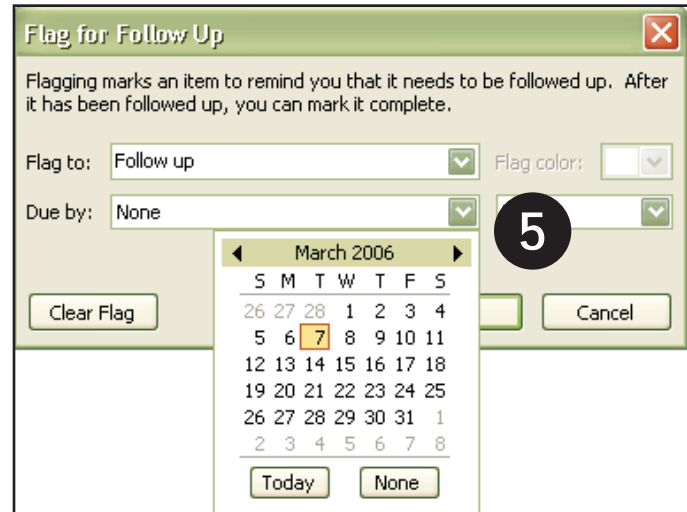 Flag for Follow Up
Flagging marks an item to remind you that it needs to be followed up. After
it has been followed up, you can mark it complete.
Flag to: Follow up Flag color:
Due by: None
5
March 2006
S M T W T F S
26 27 28 1 2 3 4
5 6 7 8 9 10 11
12 13 14 15 16 17 18
19 20 21 22 23 24 25
26 27 28 29 30 31 1
2 3 4 5 6 7 8
Today None
Clear Flag Cancel